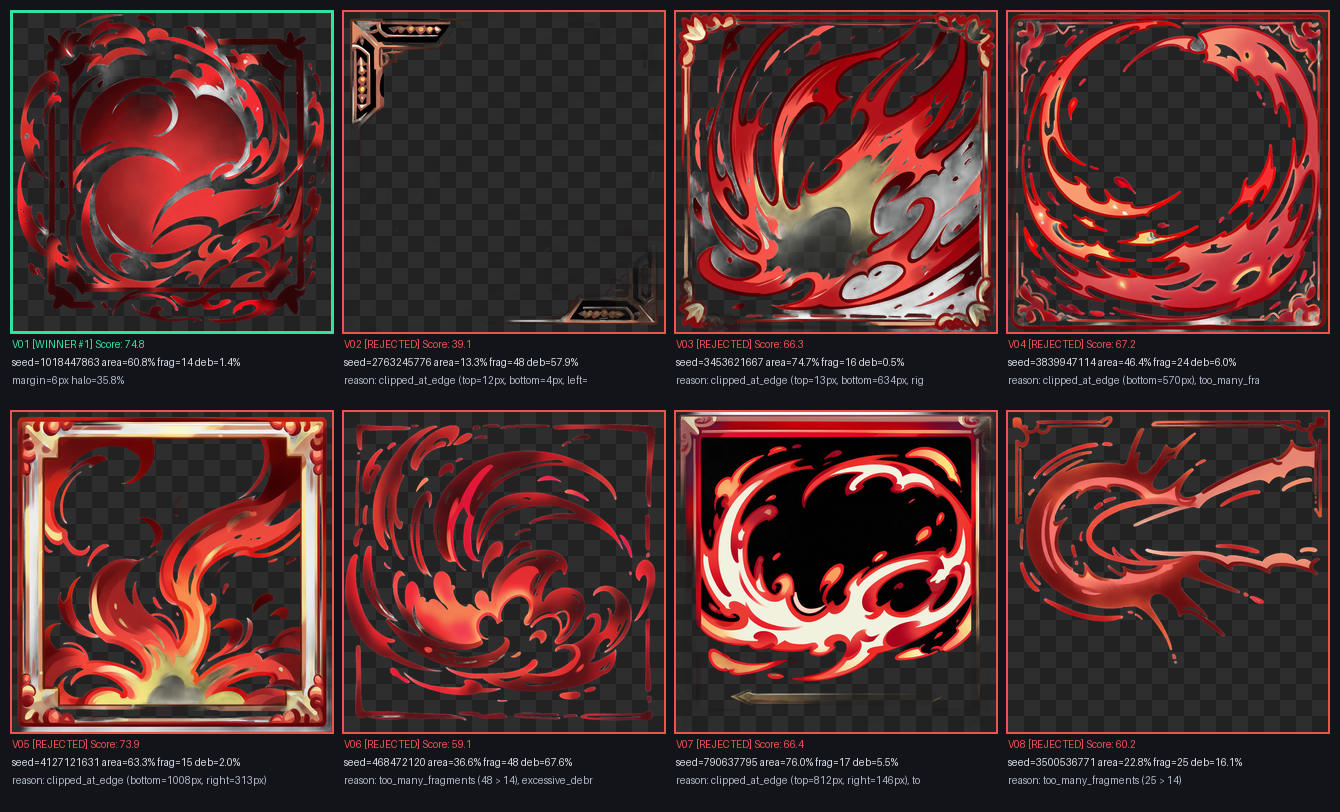 V01 [WINNER #1] Score: 74.8
seed=1018447863 area=60.8% frag=14 deb=1.4%
margin=6px halo=35.8%
V02 [REJECTED] Score: 39.1
seed=2763245776 area=13.3% frag=48 deb=57.9%
reason: clipped_at_edge (top=12px, bottom=4px, left=
V03 [REJECTED] Score: 66.3
seed=3453621667 area=74.7% frag=16 deb=0.5%
reason: clipped_at_edge (top=13px, bottom=634px, rig
V04 [REJECTED] Score: 67.2
seed=3839947114 area=46.4% frag=24 deb=6.0%
reason: clipped_at_edge (bottom=570px), too_many_fra
V05 [REJECTED] Score: 73.9
seed=4127121631 area=63.3% frag=15 deb=2.0%
reason: clipped_at_edge (bottom=1008px, right=313px)
V06 [REJECTED] Score: 59.1
seed=468472120 area=36.6% frag=48 deb=67.6%
reason: too_many_fragments (48 > 14), excessive_debr
V07 [REJECTED] Score: 66.4
seed=790637795 area=76.0% frag=17 deb=5.5%
reason: clipped_at_edge (top=812px, right=146px), to
V08 [REJECTED] Score: 60.2
seed=3500536771 area=22.8% frag=25 deb=16.1%
reason: too_many_fragments (25 > 14)